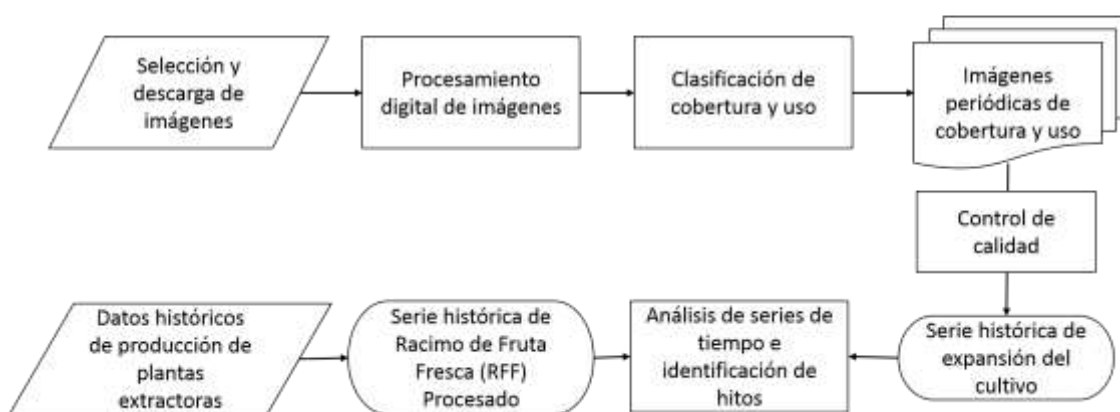 Selección y
descarga de
imágenes
Procesamiento
digital de imágenes
Clasificación de
cobertura y uso
Imágenes
periódicas de
cobertura y uso
Control de
calidad
Datos históricos
de producción de
plantas
extractoras
Serie histórica de
Racimo de Fruta
Fresca (RFF)
Procesado
Análisis de series de
tiempo e
identificación de
hitos
Serie histórica de
expansión del
cultivo